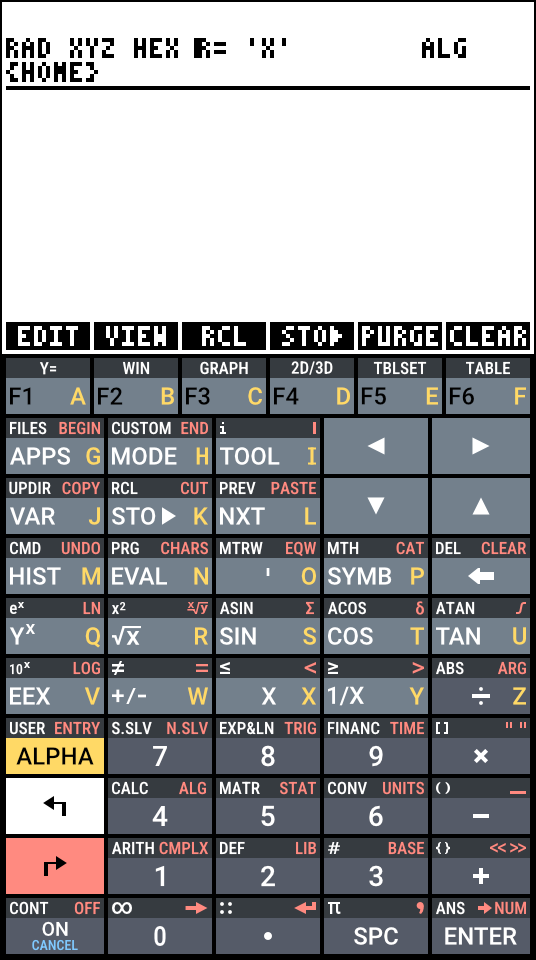 RAD XYZ HEX R= 'X' ALG
{HOME}
EDIT VIEW RCL STO▶ PURGE CLEAR
Y= WIN GRAPH 2D/3D TBLSET TABLE
F1 A F2 B F3 C F4 D F5 E F6 F
FILES BEGIN CUSTOM END i I
APPS G MODE H TOOL I ◀ ▶
UPDIR COPY RCL CUT PREV PASTE
VAR J STO▶ K NXT L ▼ ▲
CMD UNDO PRG CHARS MTRW EQW MTH CAT DEL CLEAR
HIST M EVAL N ' O SYMB P ←
eˣ LN x² ˣ√y ASIN Σ ACOS δ ATAN ∫
Yˣ Q √x R SIN S COS T TAN U
10ˣ LOG ≠ = ≤ < ≥ > ABS ARG
EEX V +/- W X X 1/X Y ÷ Z
USER ENTRY S.SLV N.SLV EXP&LN TRIG FINANC TIME [] " "
ALPHA 7 8 9 ×
CALC ALG MATR STAT CONV UNITS () _
↰ 4 5 6 −
ARITH CMPLX DEF LIB # BASE {} «»
↱ 1 2 3 +
CONT OFF ∞ → :: ↵ π , ANS →NUM
ON 0 . SPC ENTER
CANCEL